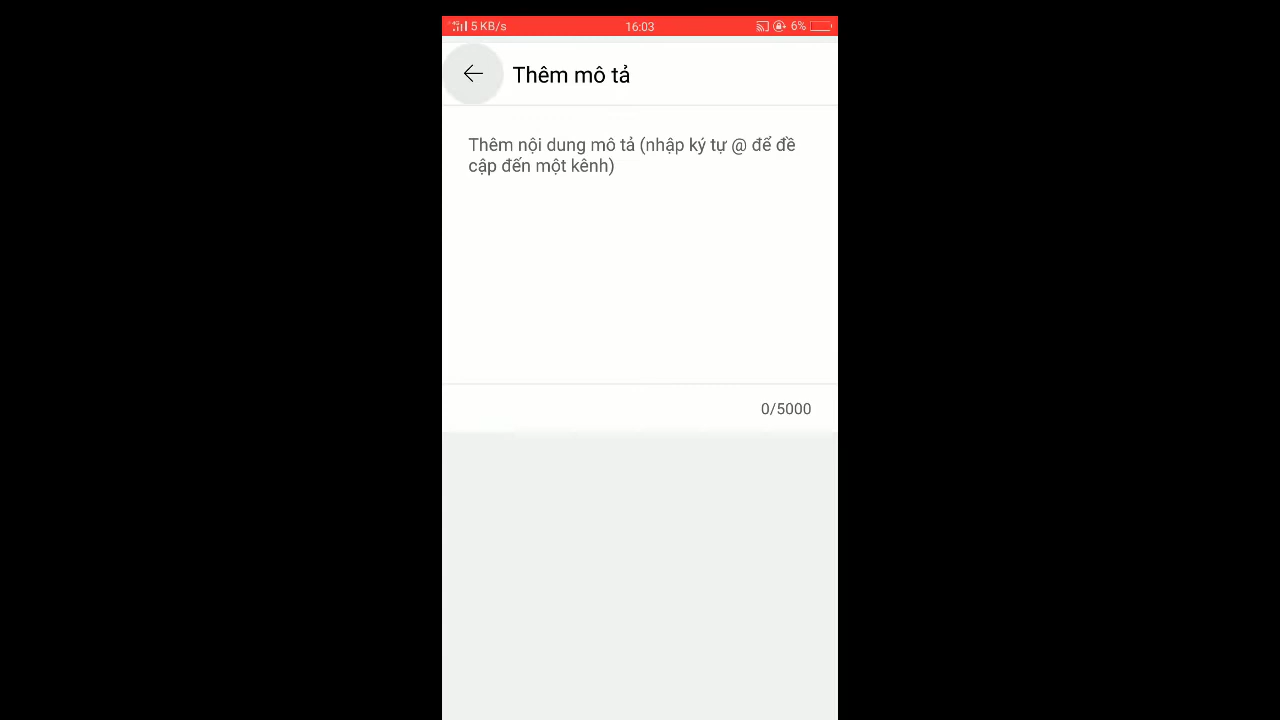 4G 5 KB/s 16:03 6%
Thêm mô tả
Thêm nội dung mô tả (nhập ký tự @ để đề
cập đến một kênh)
0/5000